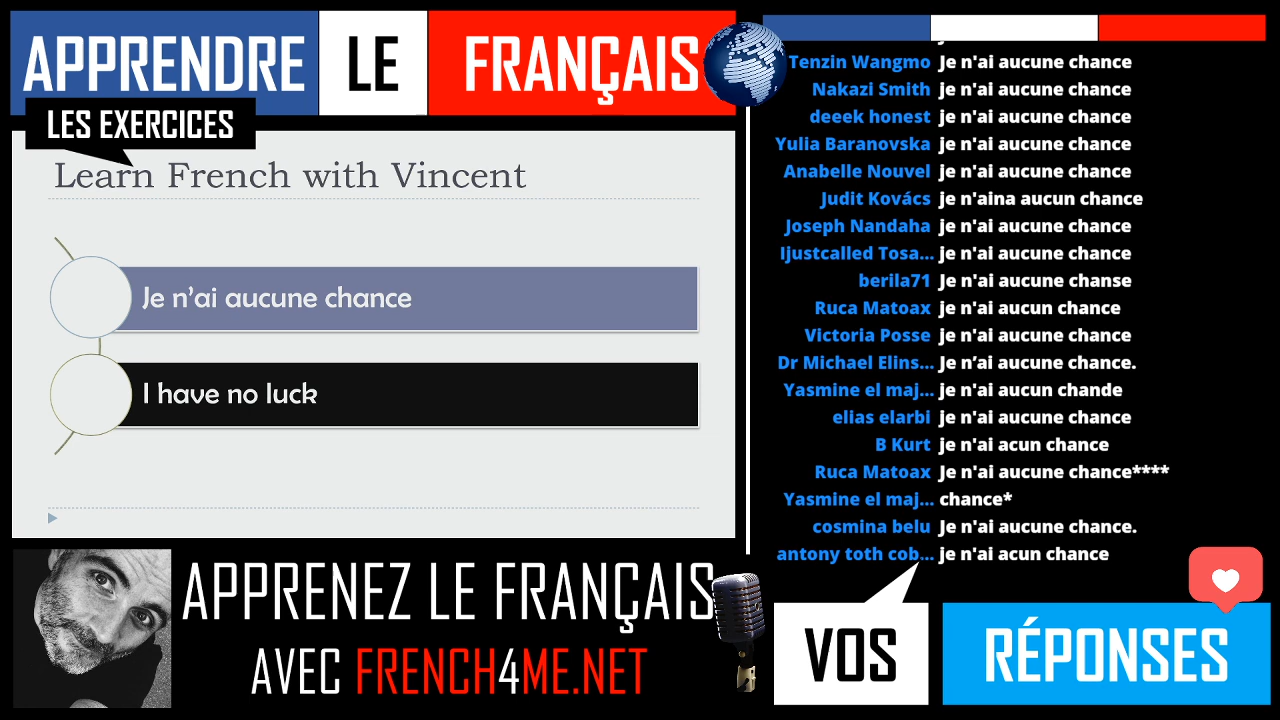 APPRENDRE LE FRANÇAIS
LES EXERCICES
Learn French with Vincent
Je n’ai aucune chance
I have no luck
APPRENEZ LE FRANÇAIS
AVEC FRENCH4ME.NET
Tenzin Wangmo Je n'ai aucune chance
Nakazi Smith je n'ai aucune chance
deeek honest je n'ai aucune chance
Yulia Baranovska je n'ai aucune chance
Anabelle Nouvel je n'ai aucune chance
Judit Kovács je n'aina aucun chance
Joseph Nandaha je n'ai aucune chance
Ijustcalled Tosa... je n'ai aucune chance
berila71 Je n'ai aucune chanse
Ruca Matoax je n'ai aucun chance
Victoria Posse je n'ai aucune chance
Dr Michael Elins... Je n’ai aucune chance.
Yasmine el maj... je n'ai aucun chande
elias elarbi je n'ai aucune chance
B Kurt je n'ai acun chance
Ruca Matoax Je n'ai aucune chance****
Yasmine el maj... chance*
cosmina belu Je n'ai aucune chance.
antony toth cob... je n'ai acun chance
VOS RÉPONSES